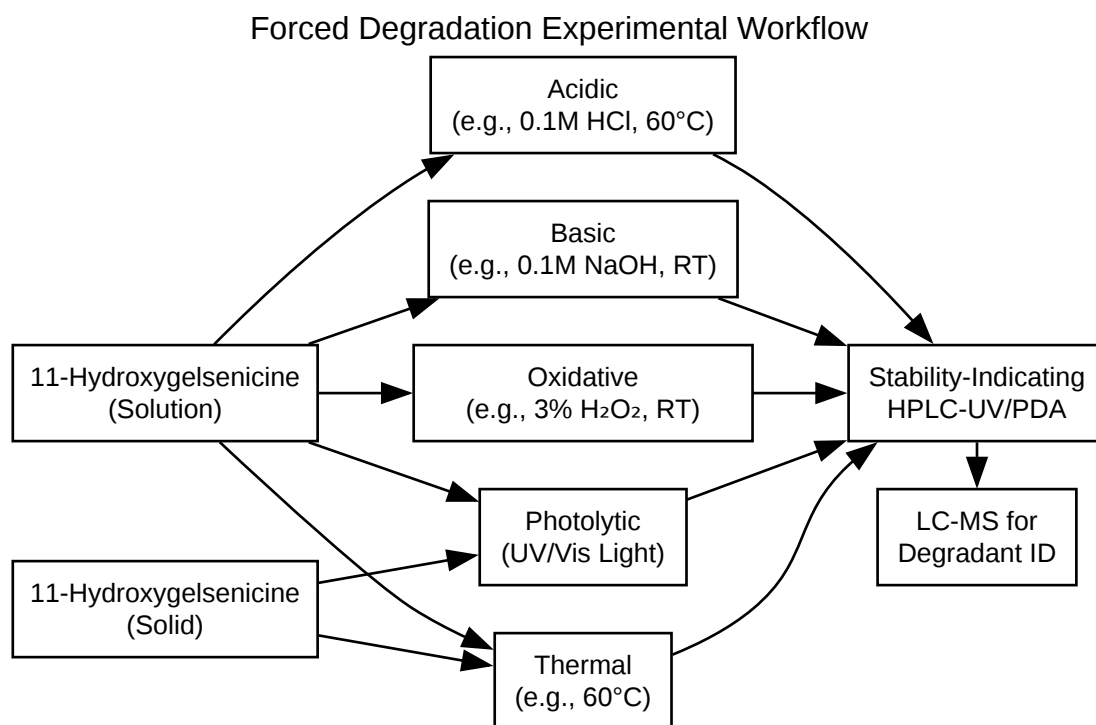 Forced Degradation Experimental Workflow
Acidic
(e.g., 0.1M HCl, 60°C)
Basic
(e.g., 0.1M NaOH, RT)
11-Hydroxygelsenicine
(Solution)
Oxidative
(e.g., 3% H₂O₂, RT)
Stability-Indicating
HPLC-UV/PDA
Photolytic
(UV/Vis Light)
LC-MS for
Degradant ID
11-Hydroxygelsenicine
(Solid)
Thermal
(e.g., 60°C)